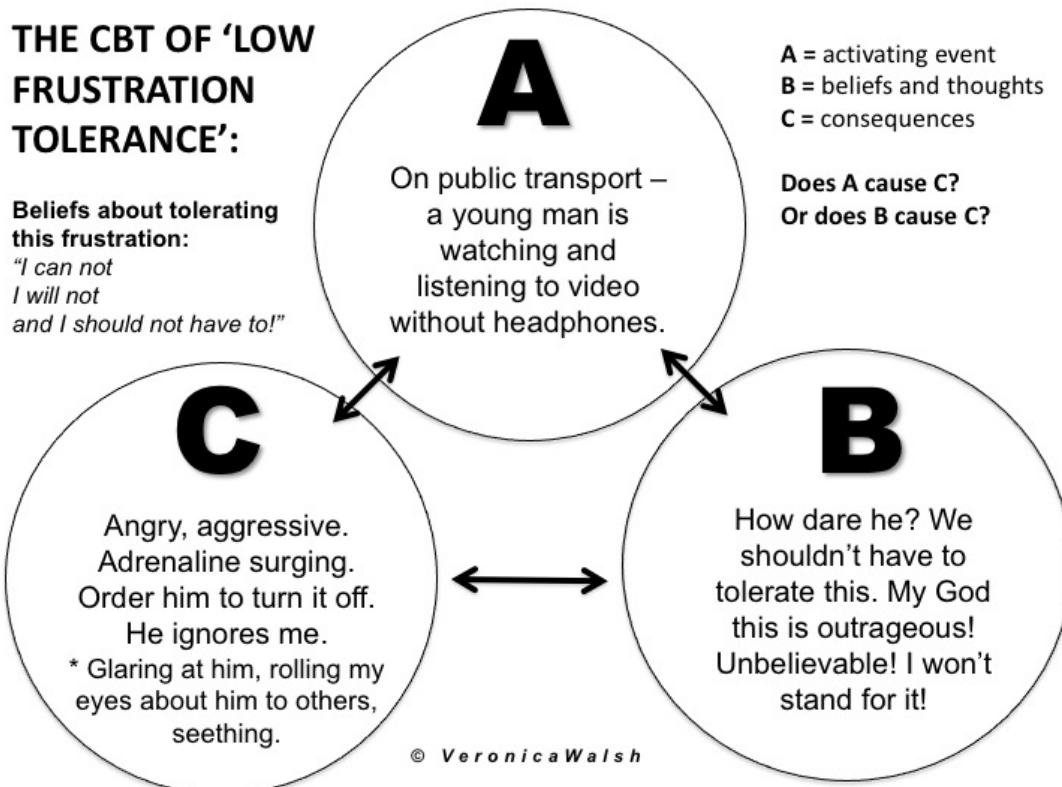 THE CBT OF ‘LOW
FRUSTRATION
TOLERANCE’:
Beliefs about tolerating
this frustration:
“I can not
I will not
and I should not have to!”
A
On public transport –
a young man is
watching and
listening to video
without headphones.
A = activating event
B = beliefs and thoughts
C = consequences
Does A cause C?
Or does B cause C?
C
Angry, aggressive.
Adrenaline surging.
Order him to turn it off.
He ignores me.
* Glaring at him, rolling my
eyes about him to others,
seething.
B
How dare he? We
shouldn’t have to
tolerate this. My God
this is outrageous!
Unbelievable! I won’t
stand for it!
© VeronicaWalsh